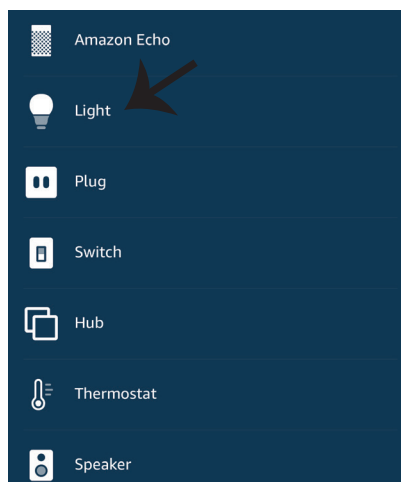 Amazon Echo
Light
Plug
Switch
Hub
Thermostat
Speaker